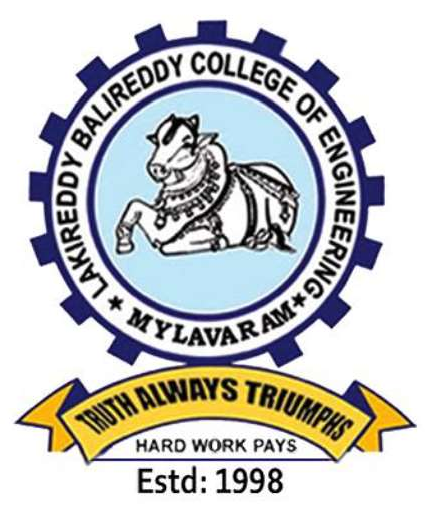 LAKIREDDY BALIREDDY COLLEGE OF ENGINEERING
* MYLAVARAM *
TRUTH ALWAYS TRIUMPHS
HARD WORK PAYS
Estd: 1998